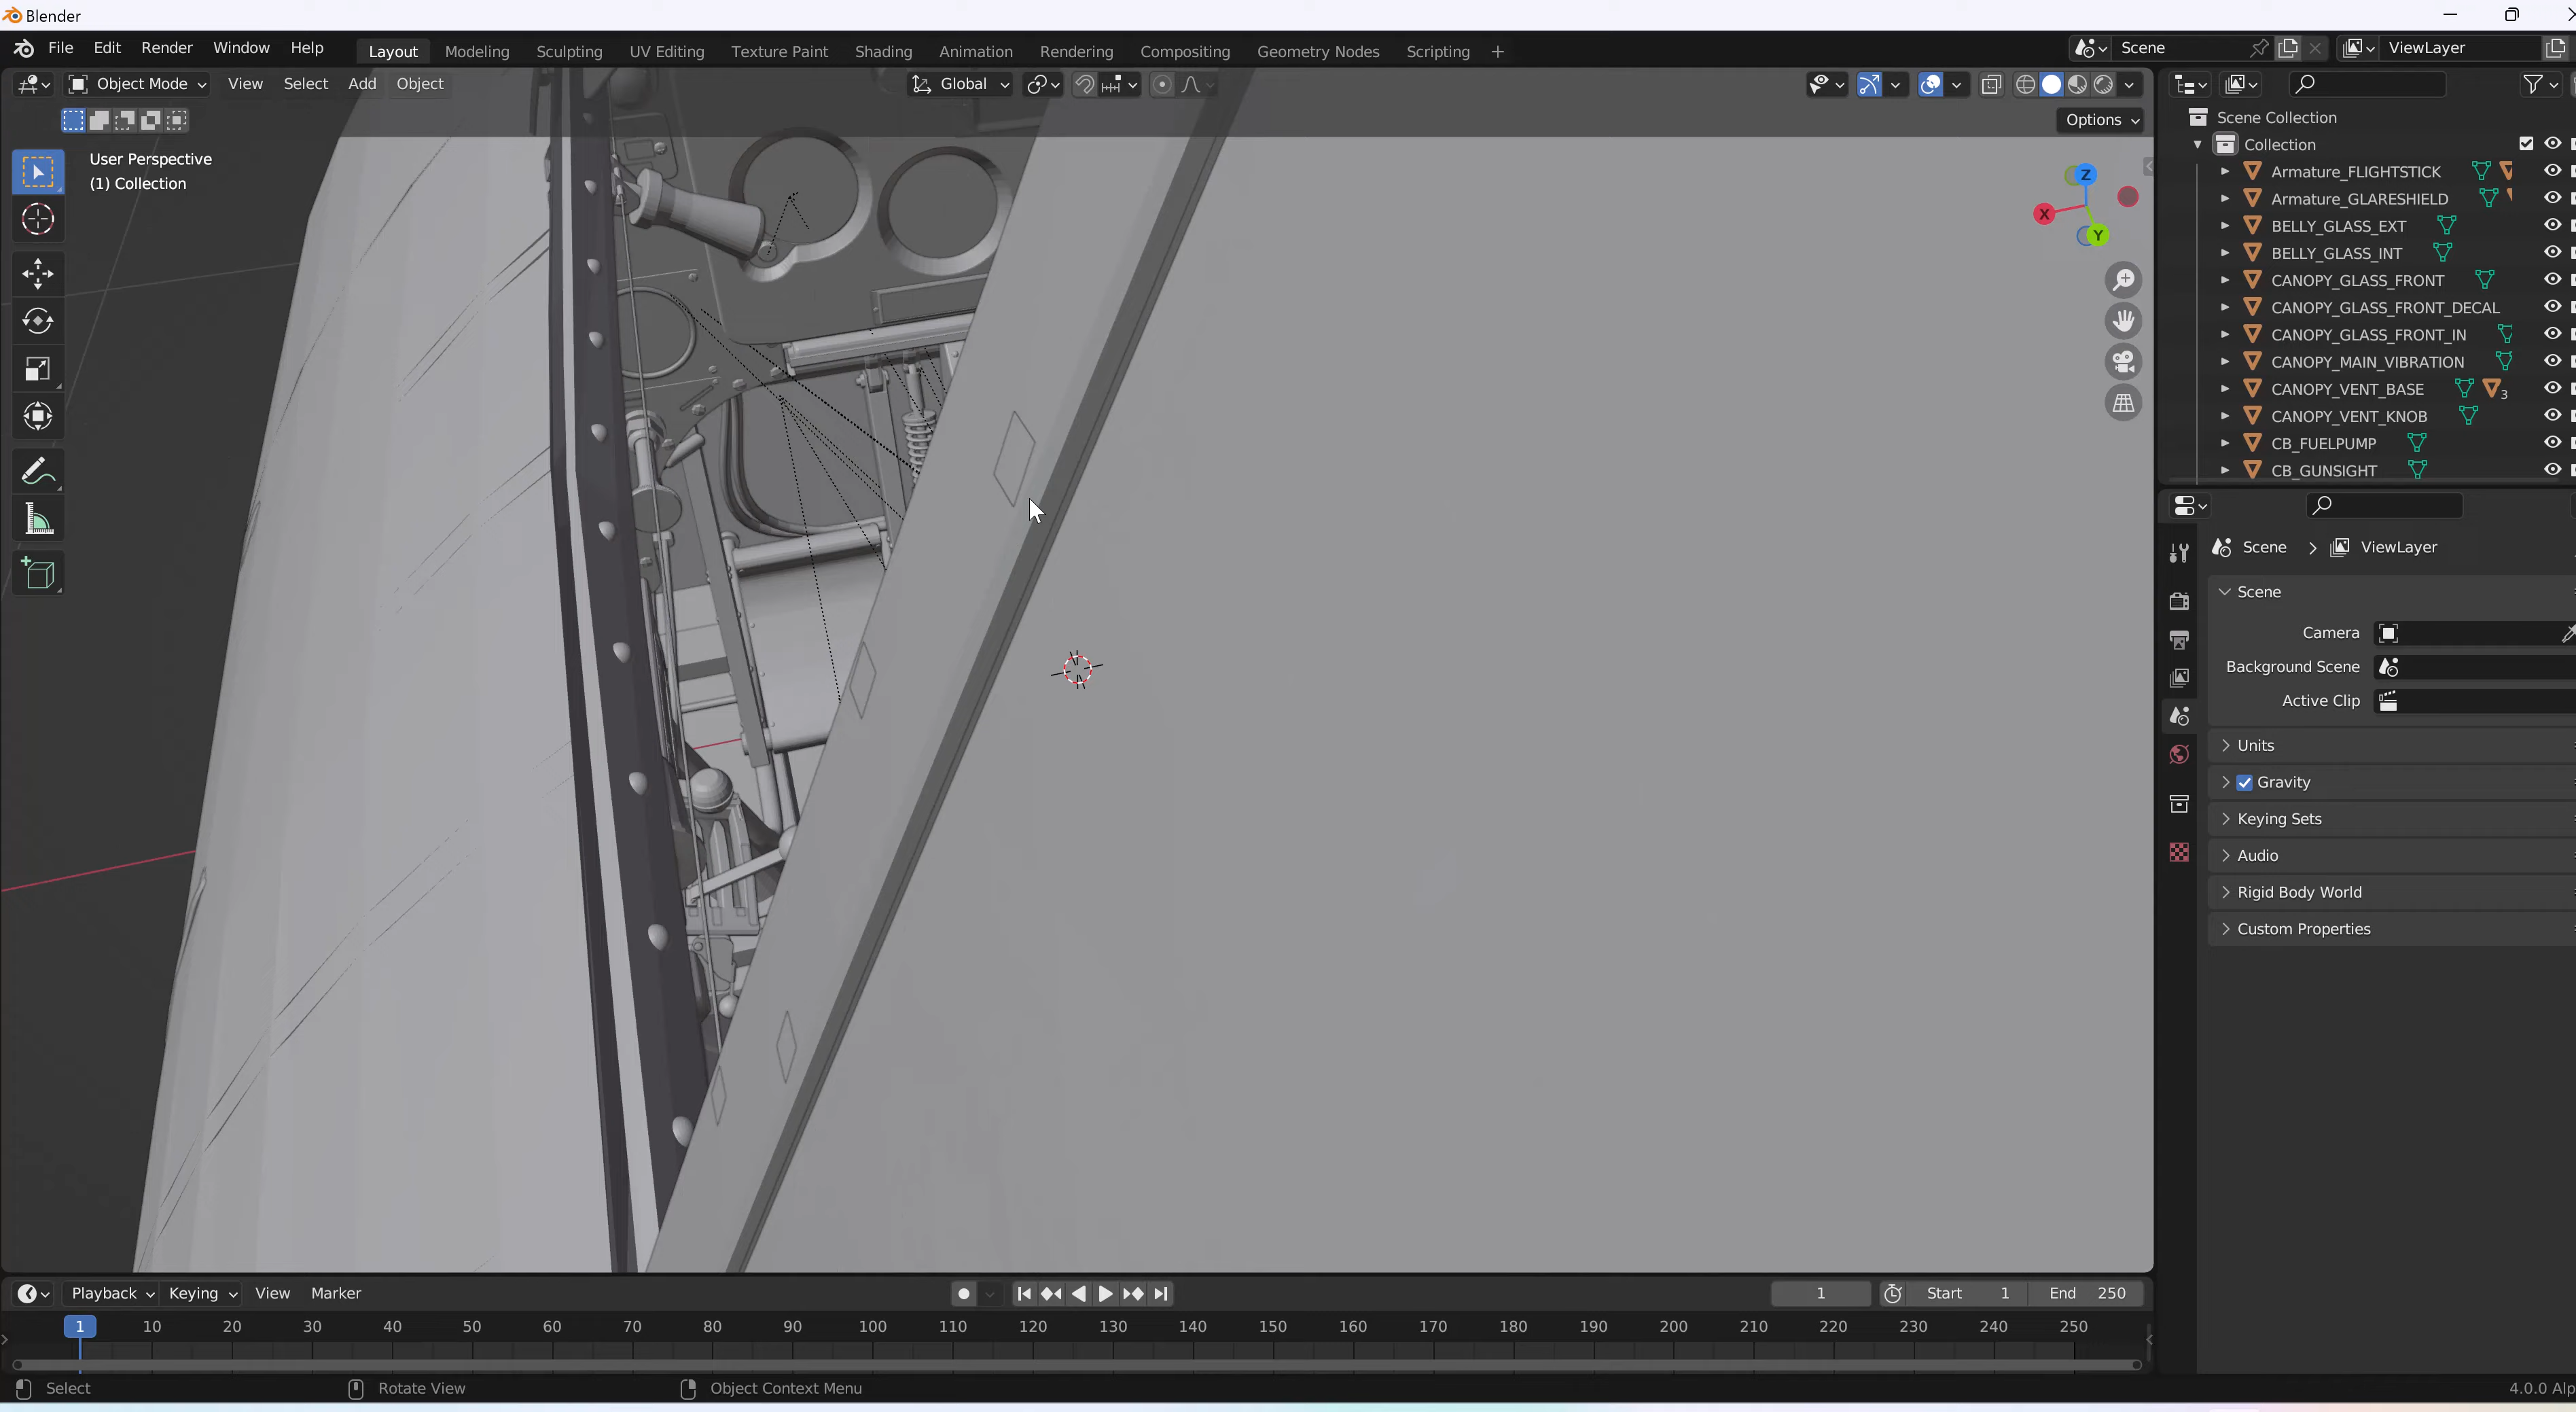 Blender
File Edit Render Window Help Layout Modeling Sculpting UV Editing Texture Paint Shading Animation Rendering Compositing Geometry Nodes Scripting + Scene ViewLayer
Object Mode View Select Add Object Global
Options
User Perspective
(1) Collection
Z
X
Y
Scene Collection
Collection
Armature_FLIGHTSTICK
Armature_GLARESHIELD
BELLY_GLASS_EXT
BELLY_GLASS_INT
CANOPY_GLASS_FRONT
CANOPY_GLASS_FRONT_DECAL
CANOPY_GLASS_FRONT_IN
CANOPY_MAIN_VIBRATION
CANOPY_VENT_BASE 3
CANOPY_VENT_KNOB
CB_FUELPUMP
CB_GUNSIGHT
Scene > ViewLayer
Scene
Camera
Background Scene
Active Clip
Units
Gravity
Keying Sets
Audio
Rigid Body World
Custom Properties
Playback Keying View Marker 1 Start 1 End 250
1 10 20 30 40 50 60 70 80 90 100 110 120 130 140 150 160 170 180 190 200 210 220 230 240 250
Select Rotate View Object Context Menu 4.0.0 Alp